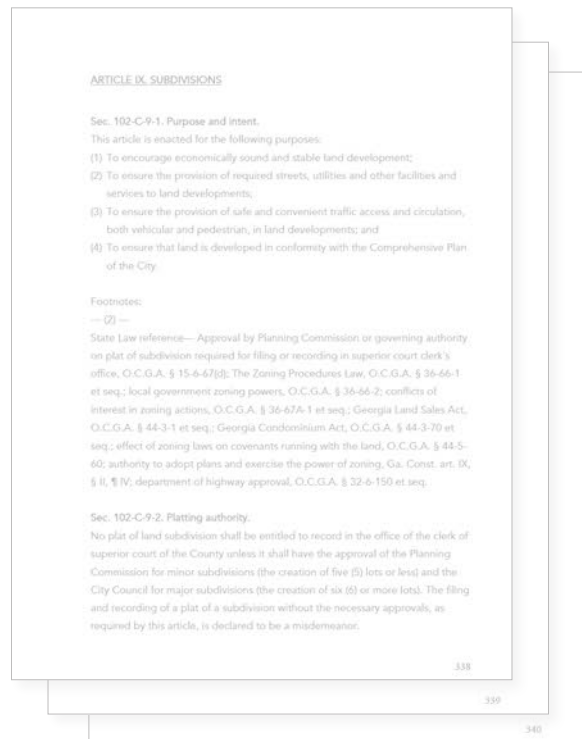 ARTICLE IX. SUBDIVISIONS
Sec. 102-C-9-1. Purpose and intent.
This article is enacted for the following purposes:
(1) To encourage economically sound and stable land development;
(2) To ensure the provision of required streets, utilities and other facilities and
services to land developments;
(3) To ensure the provision of safe and convenient traffic access and circulation,
both vehicular and pedestrian, in land developments; and
(4) To ensure that land is developed in conformity with the Comprehensive Plan
of the City.
Footnotes:
— (2) —
State Law reference— Approval by Planning Commission or governing authority
on plat of subdivision required for filing or recording in superior court clerk's
office, O.C.G.A. § 15-6-67(d); The Zoning Procedures Law, O.C.G.A. § 36-66-1
et seq.; local government zoning powers, O.C.G.A. § 36-66-2; conflicts of
interest in zoning actions, O.C.G.A. § 36-67A-1 et seq.; Georgia Land Sales Act,
O.C.G.A. § 44-3-1 et seq.; Georgia Condominium Act, O.C.G.A. § 44-3-70 et
seq.; effect of zoning laws on covenants running with the land, O.C.G.A. § 44-5-
60; authority to adopt plans and exercise the power of zoning, Ga. Const. art. IX,
§ II, ¶ IV; department of highway approval, O.C.G.A. § 32-6-150 et seq.
Sec. 102-C-9-2. Platting authority.
No plat of land subdivision shall be entitled to record in the office of the clerk of
superior court of the County unless it shall have the approval of the Planning
Commission for minor subdivisions (the creation of five (5) lots or less) and the
City Council for major subdivisions (the creation of six (6) or more lots). The filing
and recording of a plat of a subdivision without the necessary approvals, as
required by this article, is declared to be a misdemeanor.
338
339
340